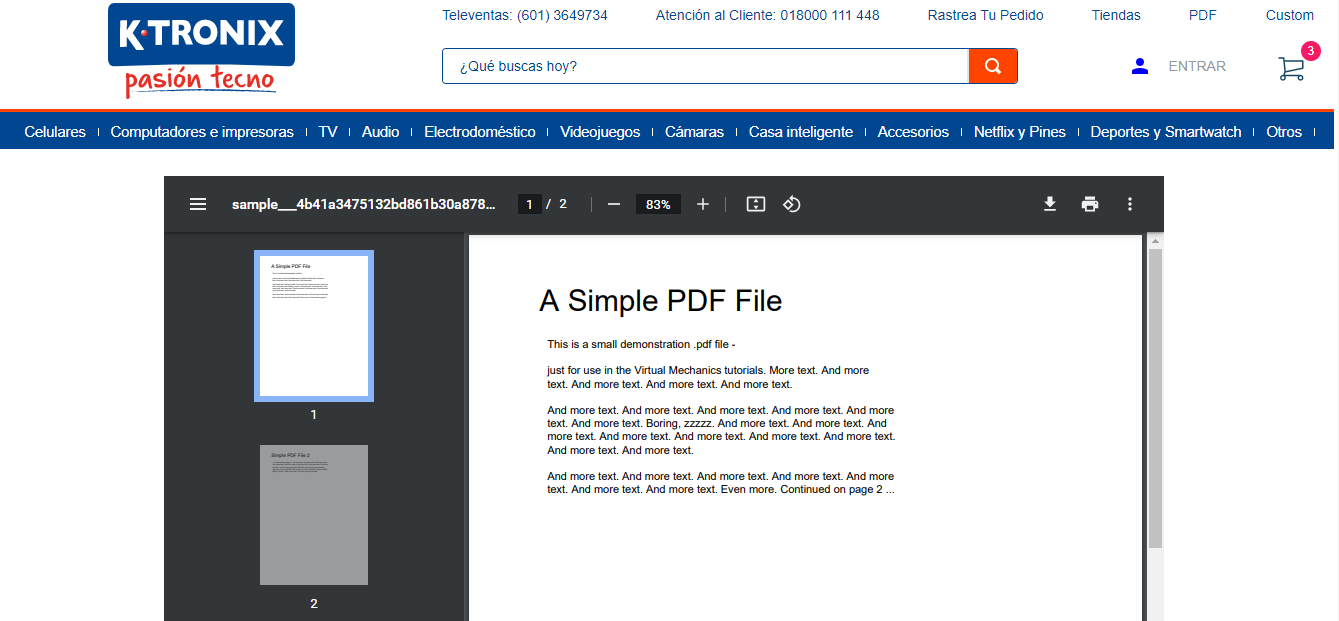 K·TRONIX
pasión tecno
Televentas: (601) 3649734 Atención al Cliente: 018000 111 448 Rastrea Tu Pedido Tiendas PDF Custom
¿Qué buscas hoy?
ENTRAR
3
Celulares Computadores e impresoras TV Audio Electrodoméstico Videojuegos Cámaras Casa inteligente Accesorios Netflix y Pines Deportes y Smartwatch Otros
sample___4b41a3475132bd861b30a878... 1 / 2 83%
A Simple PDF File
1
Simple PDF File 2
2
A Simple PDF File
This is a small demonstration .pdf file -
just for use in the Virtual Mechanics tutorials. More text. And more
text. And more text. And more text. And more text.
And more text. And more text. And more text. And more text. And more
text. And more text. Boring, zzzzz. And more text. And more text. And
more text. And more text. And more text. And more text. And more text.
And more text. And more text.
And more text. And more text. And more text. And more text. And more
text. And more text. And more text. Even more. Continued on page 2 ...